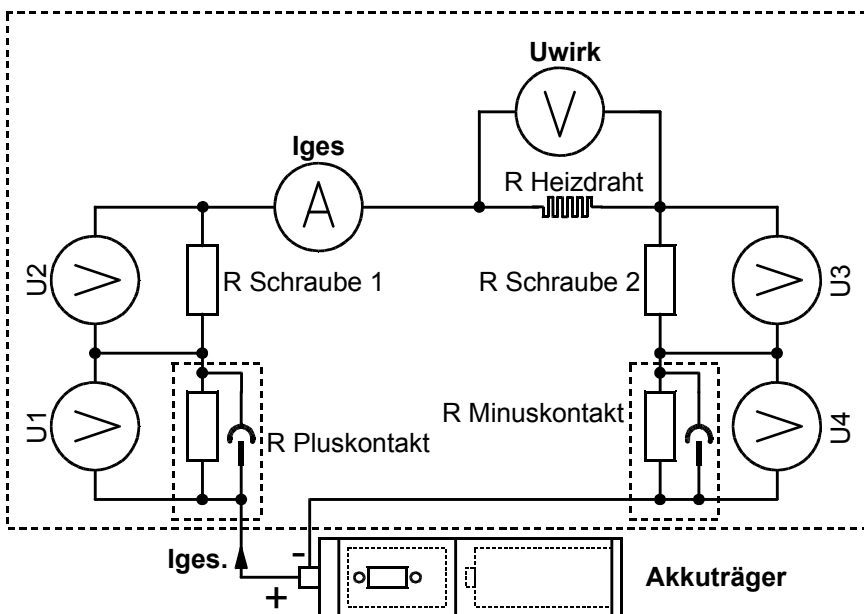 Uwirk
V
Iges
A
R Heizdraht
U2
V
R Schraube 1
R Schraube 2
V
U3
U1
V
R Pluskontakt
R Minuskontakt
V
U4
Iges.
-
+
Akkuträger